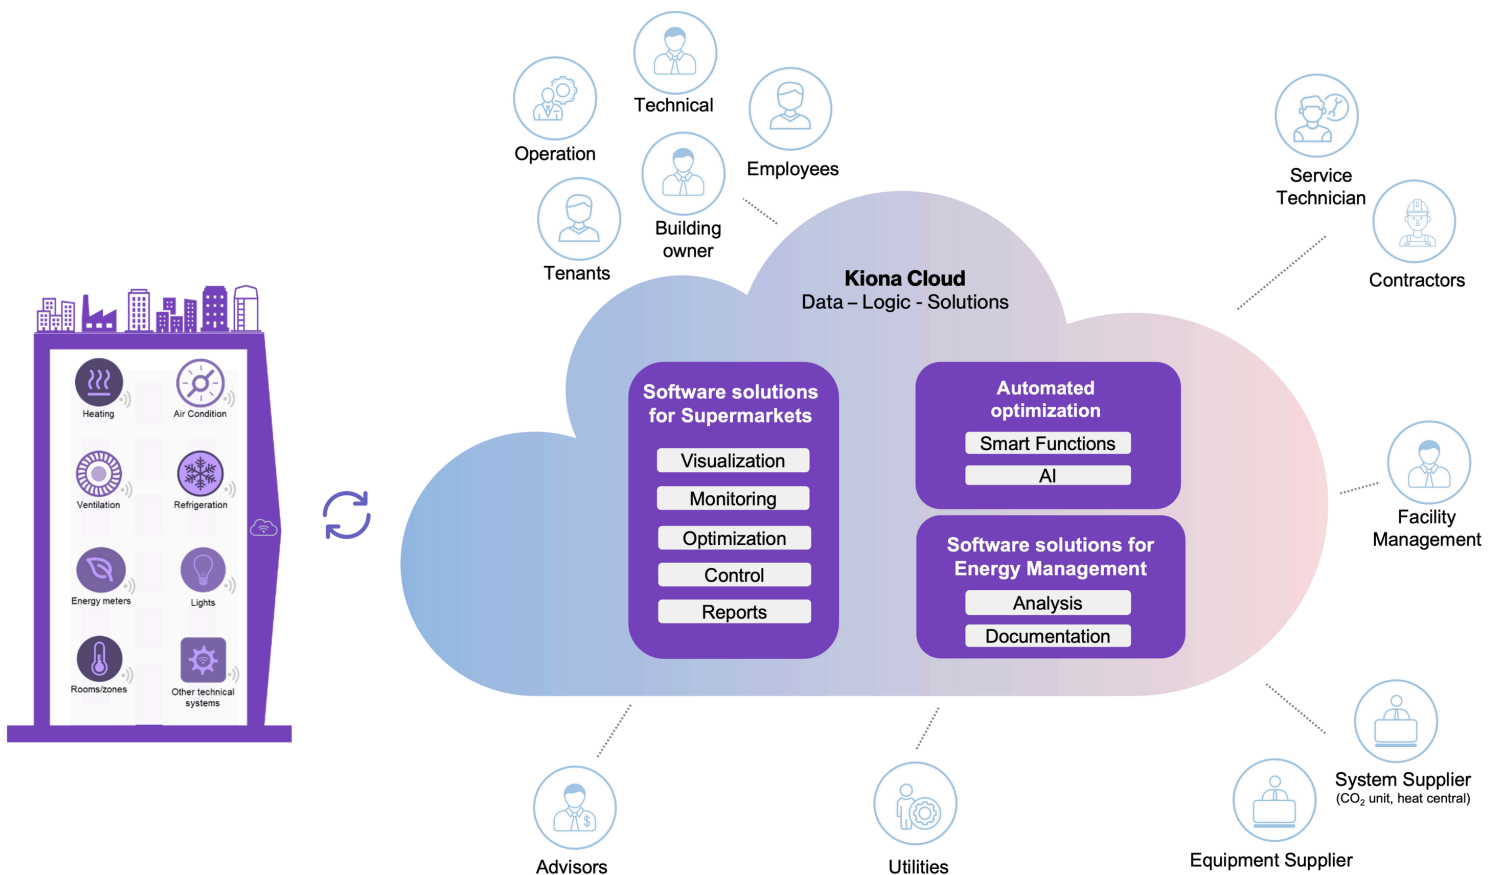 Technical
Operation
Employees
Building
owner
Tenants
Service
Technician
Contractors
Kiona Cloud
Data – Logic - Solutions
Heating
Air Condition
Ventilation
Refrigeration
Energy meters
Lights
Rooms/zones
Other technical
systems
Software solutions
for Supermarkets
Visualization
Monitoring
Optimization
Control
Reports
Automated
optimization
Smart Functions
AI
Software solutions for
Energy Management
Analysis
Documentation
Facility
Management
System Supplier
(CO₂ unit, heat central)
Equipment Supplier
Advisors
$
Utilities